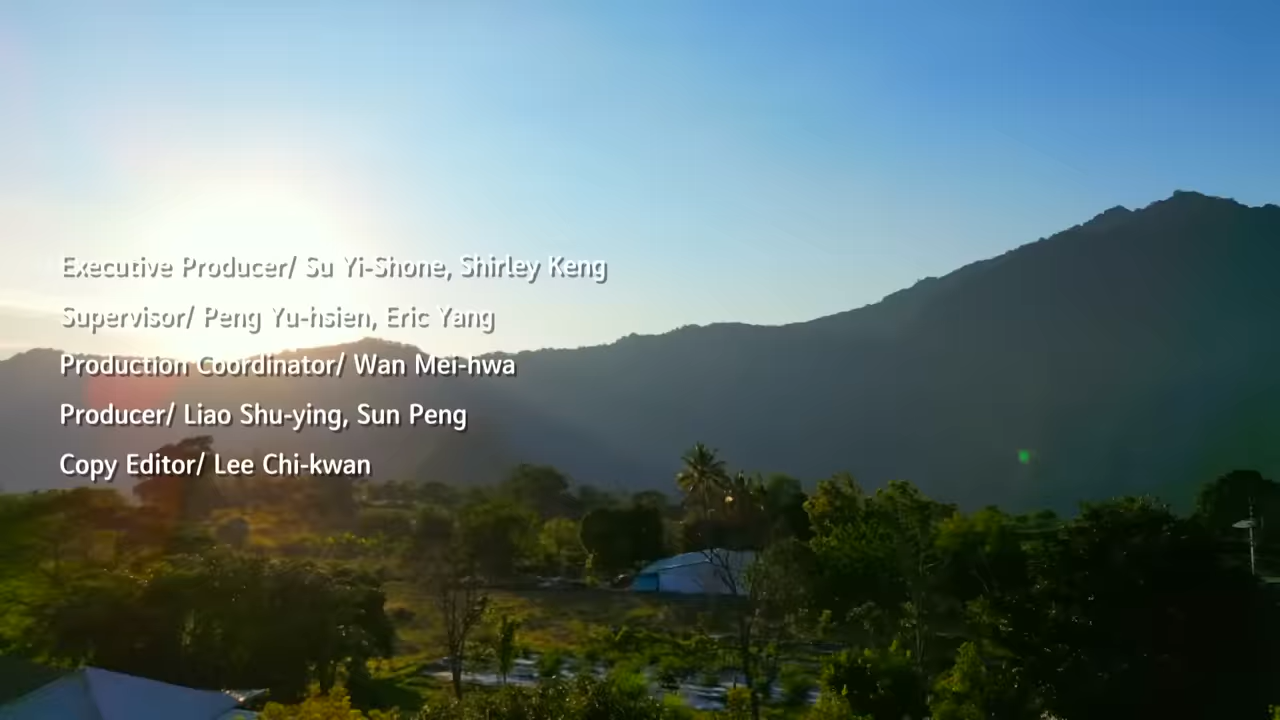 Executive Producer/ Su Yi-Shone, Shirley Keng
Supervisor/ Peng Yu-hsien, Eric Yang
Production Coordinator/ Wan Mei-hwa
Producer/ Liao Shu-ying, Sun Peng
Copy Editor/ Lee Chi-kwan